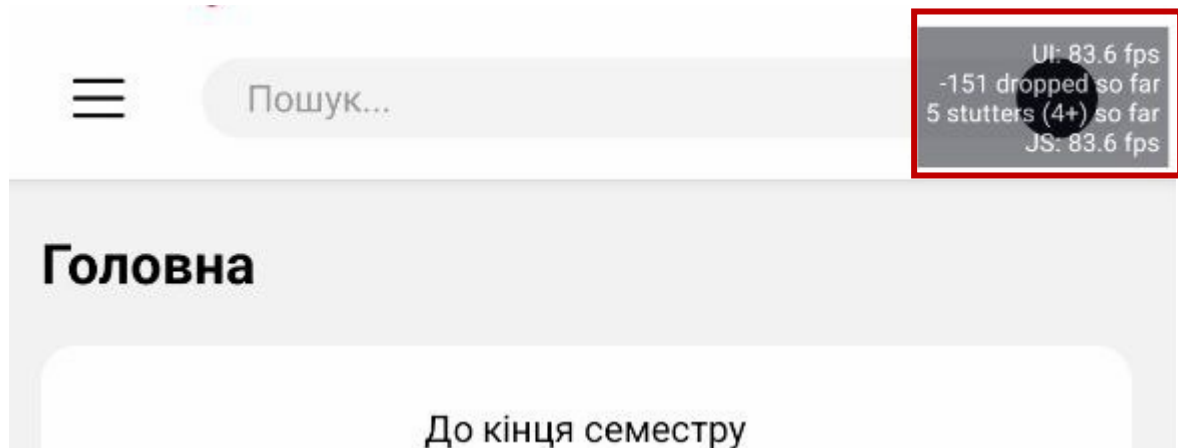 Пошук...
UI: 83.6 fps
-151 dropped so far
5 stutters (4+) so far
JS: 83.6 fps
Головна
До кінця семестру